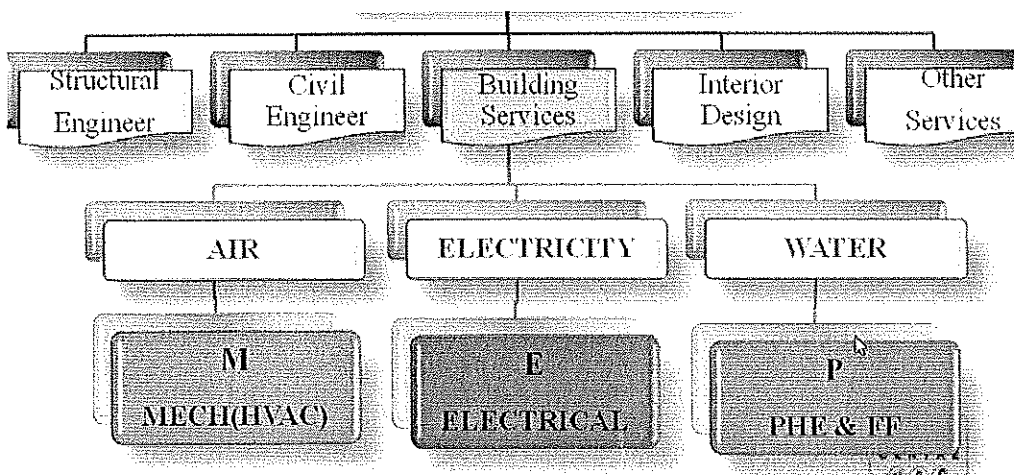 Structural
Engineer
Civil
Engineer
Building
Services
Interior
Design
Other
Services
AIR
ELECTRICITY
WATER
M
MECH(HVAC)
E
ELECTRICAL
P
PHE & FF